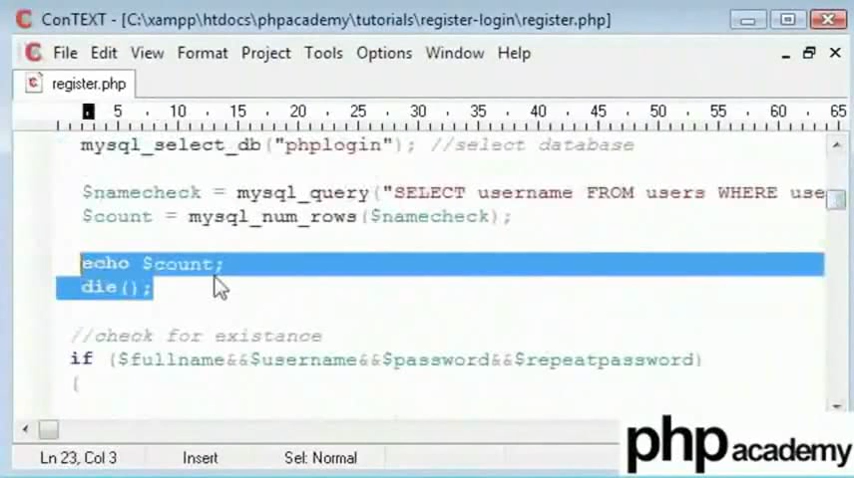 ConTEXT - [C:\xampp\htdocs\phpacademy\tutorials\register-login\register.php]
File Edit View Format Project Tools Options Window Help
register.php
5 10 15 20 25 30 35 40 45 50 55 60 65
mysql_select_db("phplogin"); //select database
$namecheck = mysql_query("SELECT username FROM users WHERE use
$count = mysql_num_rows($namecheck);
echo $count;
die();
//check for existance
if ($fullname&&$username&&$password&&$repeatpassword)
{
Ln 23, Col 3 Insert Sel: Normal
php academy